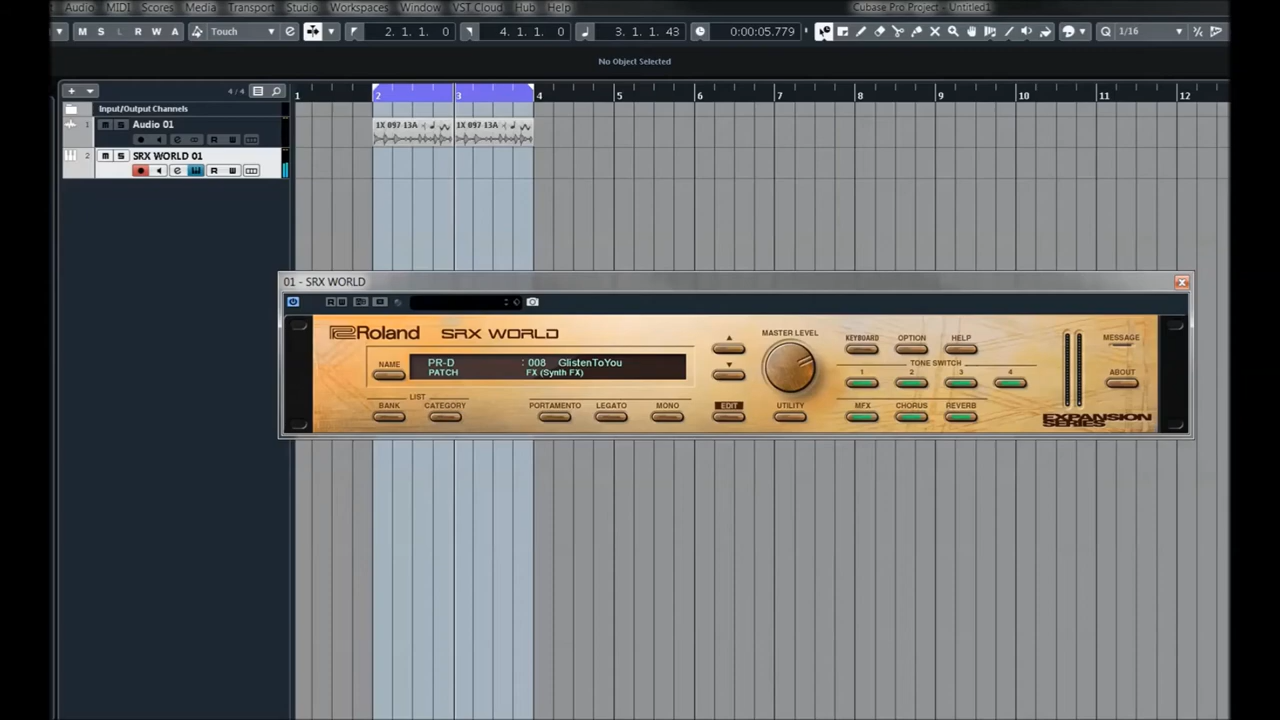 Audio MIDI Scores Media Transport Studio Workspaces Window VST Cloud Hub Help Cubase Pro Project - Untitled1
M S L R W A Touch 2. 1. 1. 0 4. 1. 1. 0 3. 1. 1. 43 0:00:05.779 Q 1/16
No Object Selected
4/4 1 2 3 4 5 6 7 8 9 10 11 12
Input/Output Channels
1 M S Audio 01 1X 097 13A 1X 097 13A
R W
2 M S SRX WORLD 01
R W
01 - SRX WORLD
R W
Roland SRX WORLD MASTER LEVEL KEYBOARD OPTION HELP MESSAGE
NAME PR-D : 008 GlistenToYou TONE SWITCH
PATCH FX (Synth FX) 1 2 3 4 ABOUT
LIST
BANK CATEGORY PORTAMENTO LEGATO MONO EDIT UTILITY MFX CHORUS REVERB
EXPANSION
SERIES